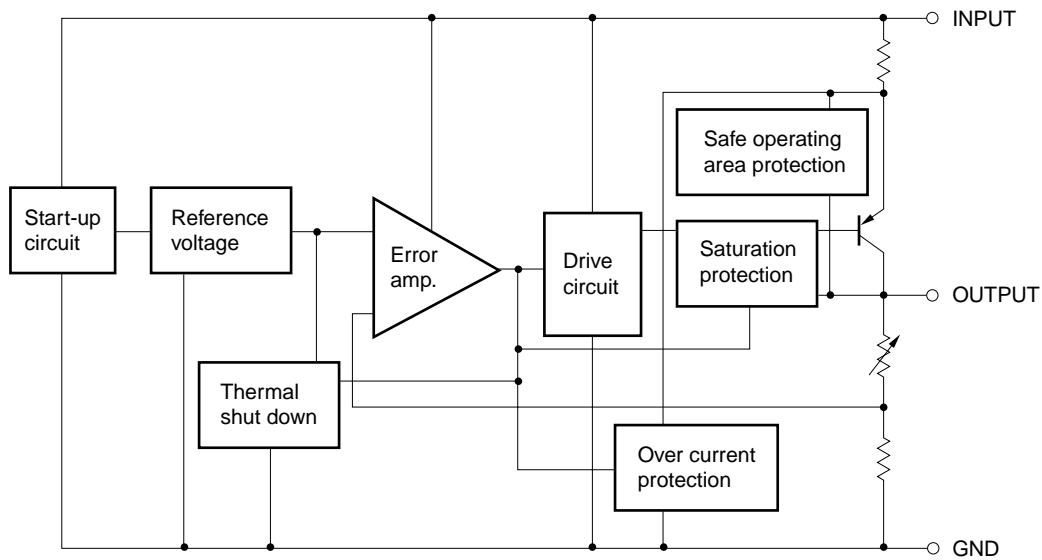 INPUT
Safe operating
area protection
Start-up
circuit
Reference
voltage
Error
amp.
Drive
circuit
Saturation
protection
OUTPUT
Thermal
shut down
Over current
protection
GND